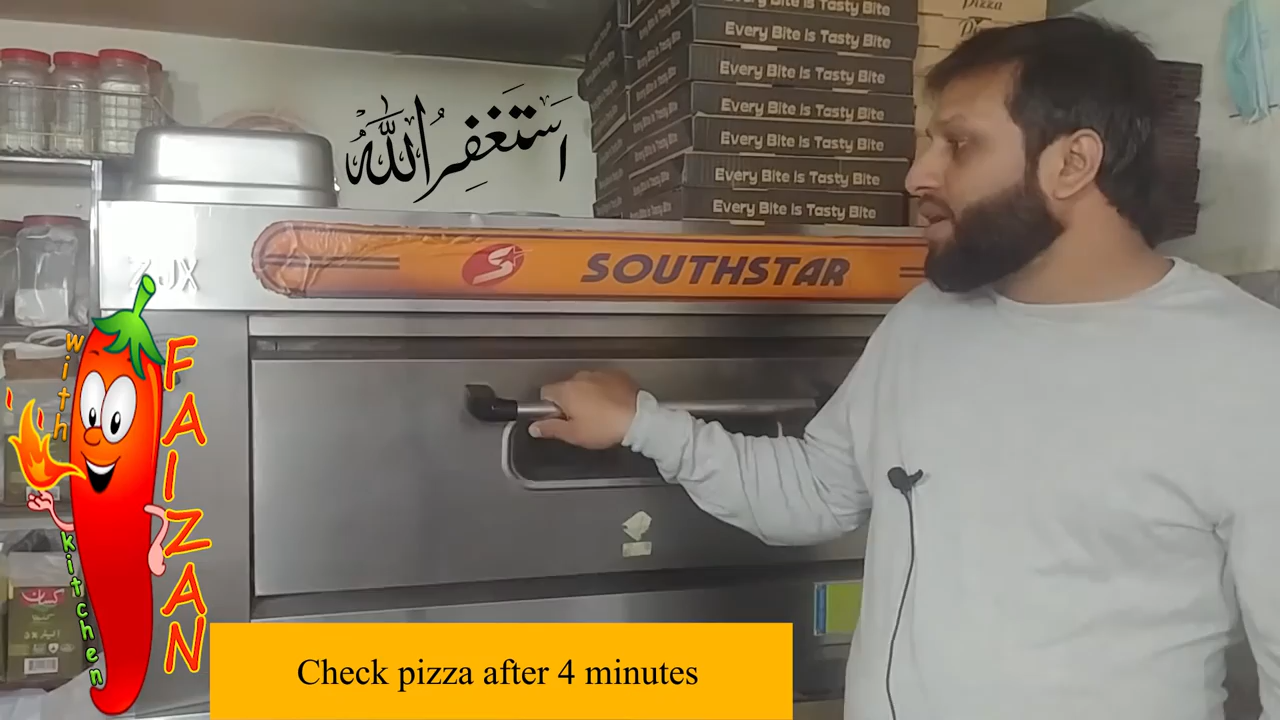 Every Bite is Tasty Bite
Pizza
Every Bite is Tasty Bite
Every Bite is Tasty Bite
Every Bite is Tasty Bite
Every Bite is Tasty Bite
Every Bite is Tasty Bite
Every Bite is Tasty Bite
استغفر الله
S SOUTHSTAR
with
FAIZAN
kitchen
Check pizza after 4 minutes